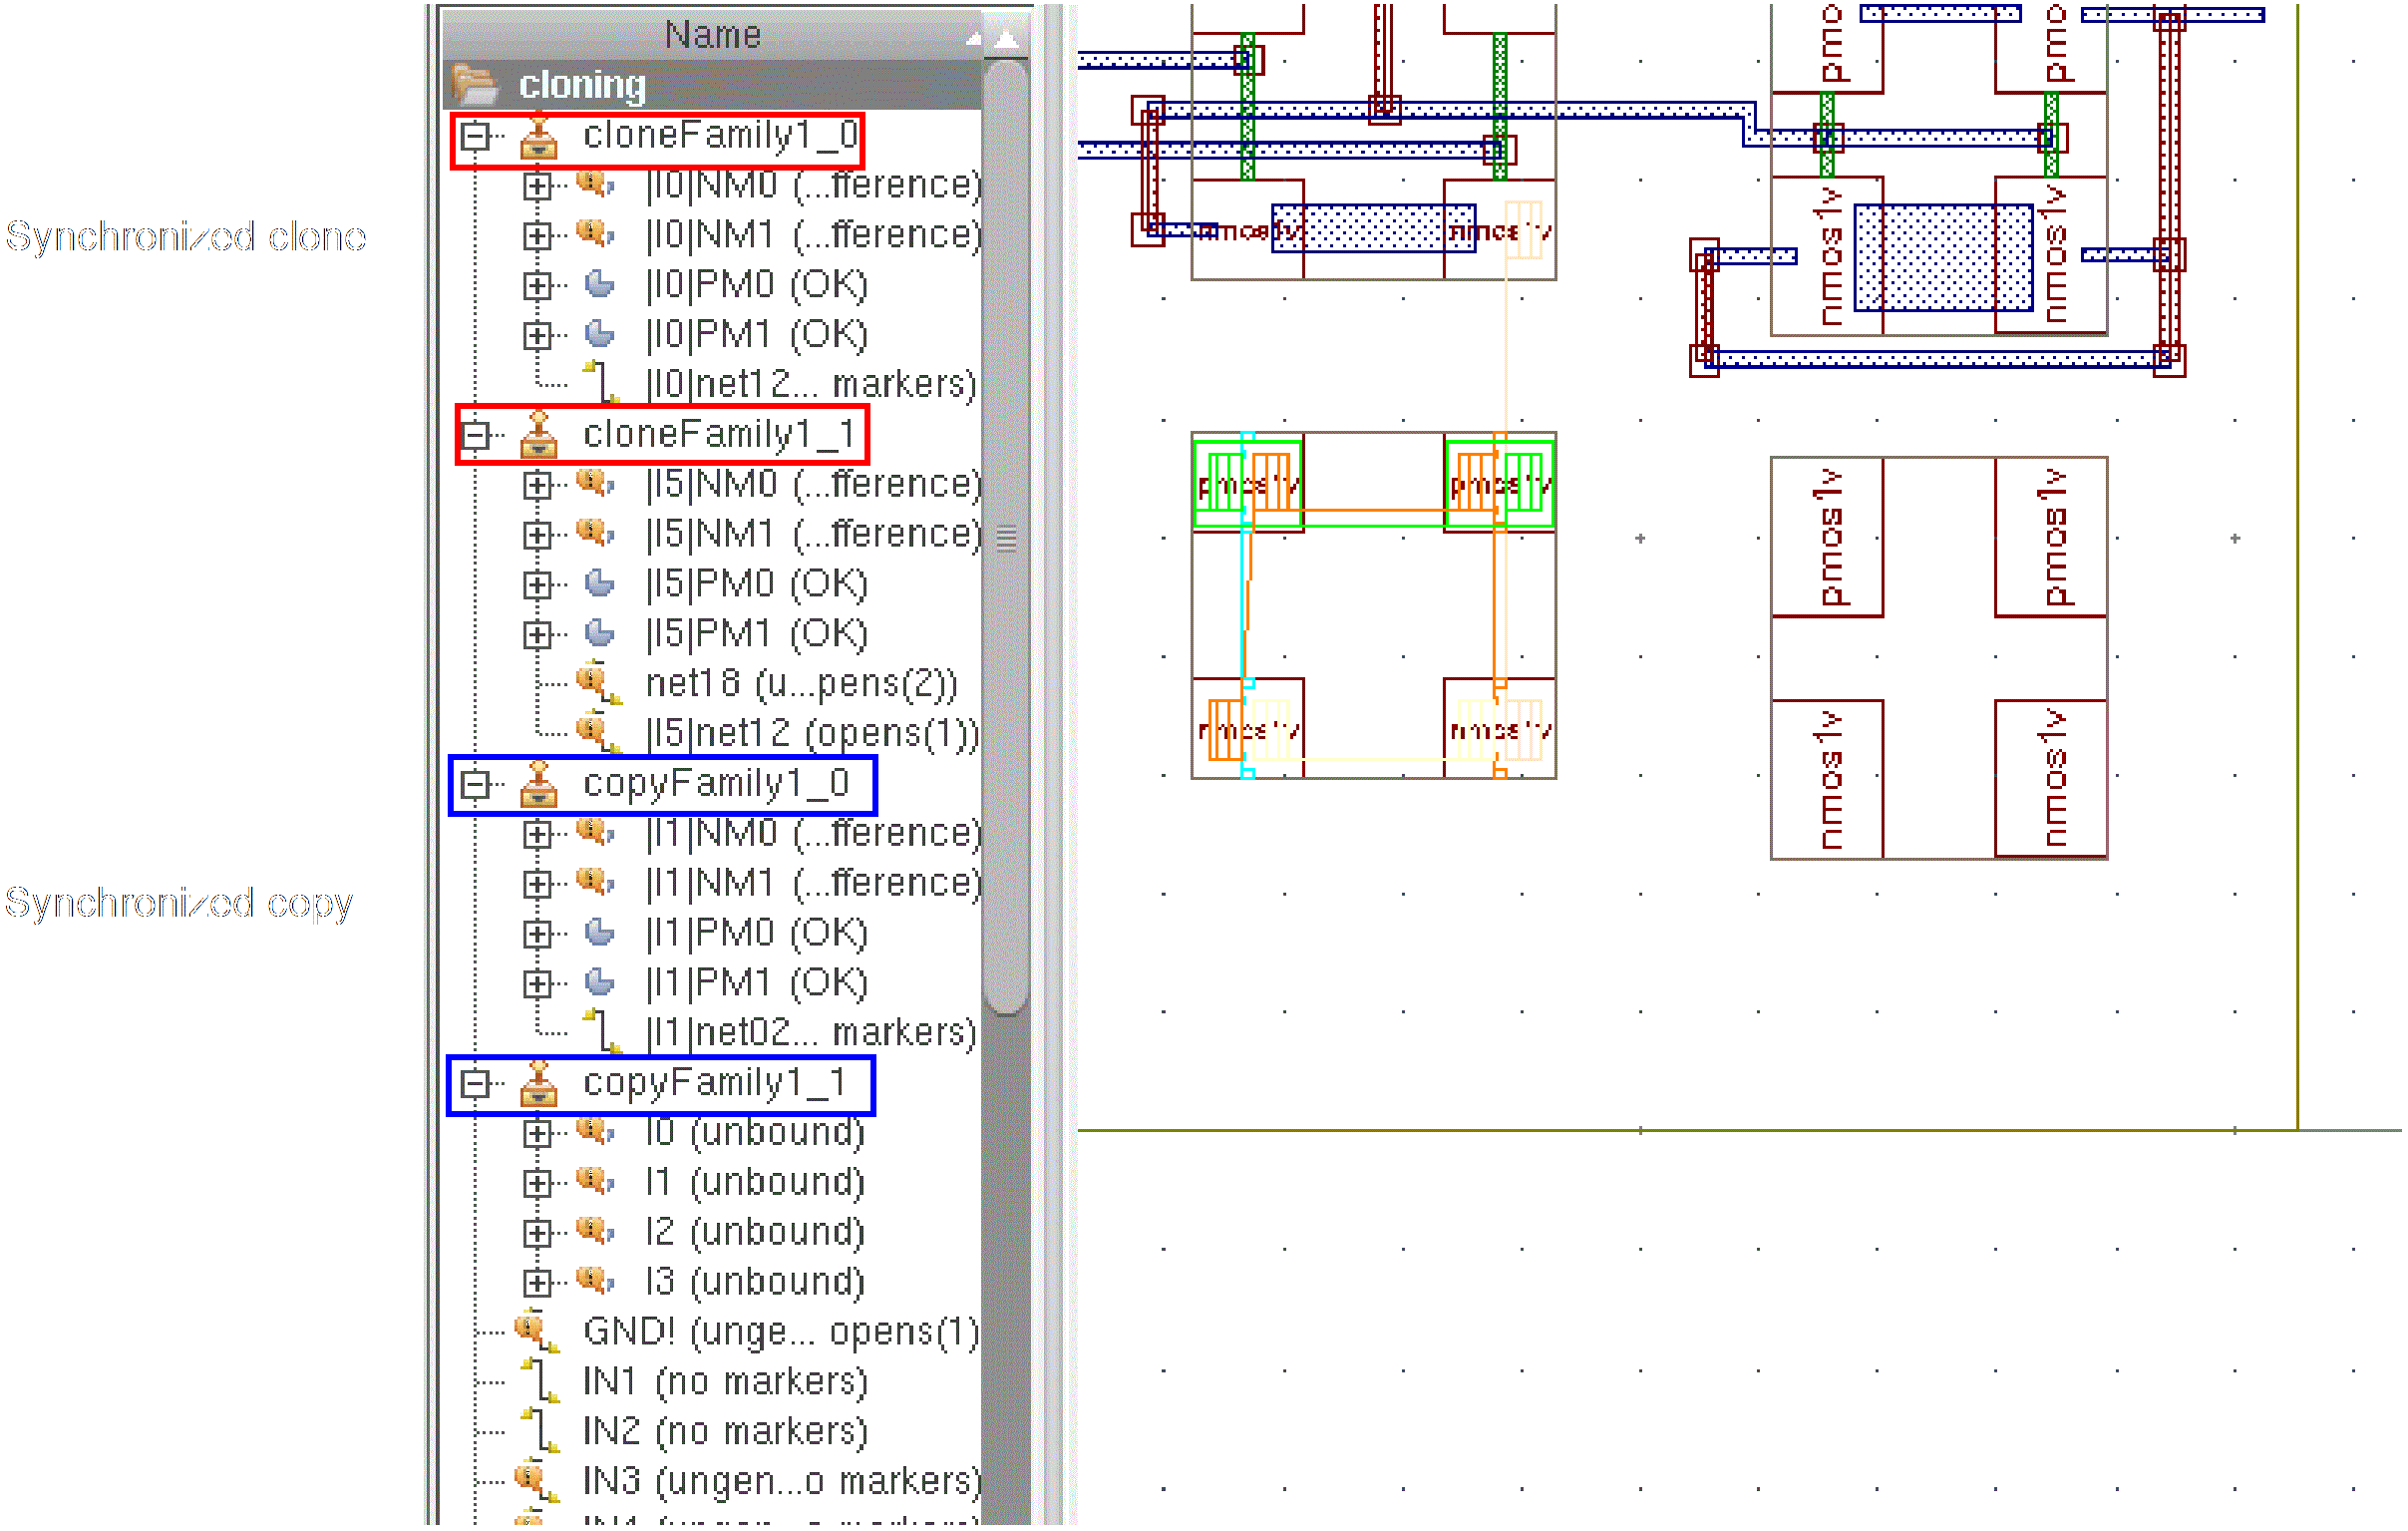 Name
cloning
cloneFamily1_0
|I0|NM0 (...fference)
|I0|NM1 (...fference)
Synchronized clone
|I0|PM0 (OK)
|I0|PM1 (OK)
|I0|net12... markers)
cloneFamily1_1
|I5|NM0 (...fference)
|I5|NM1 (...fference)
|I5|PM0 (OK)
|I5|PM1 (OK)
net18 (u...pens(2))
|I5|net12 (opens(1))
copyFamily1_0
|I1|NM0 (...fference)
|I1|NM1 (...fference)
Synchronized copy
|I1|PM0 (OK)
|I1|PM1 (OK)
|I1|net02... markers)
copyFamily1_1
I0 (unbound)
I1 (unbound)
I2 (unbound)
I3 (unbound)
GND! (unge... opens(1)
IN1 (no markers)
IN2 (no markers)
IN3 (ungen...o markers)
pmo
pmo
nmos1v
nmos1v
nmos1v
nmos1v
pmos1v
pmos1v
pmos1v
pmos1v
nmos1v
nmos1v
nmos1v
nmos1v